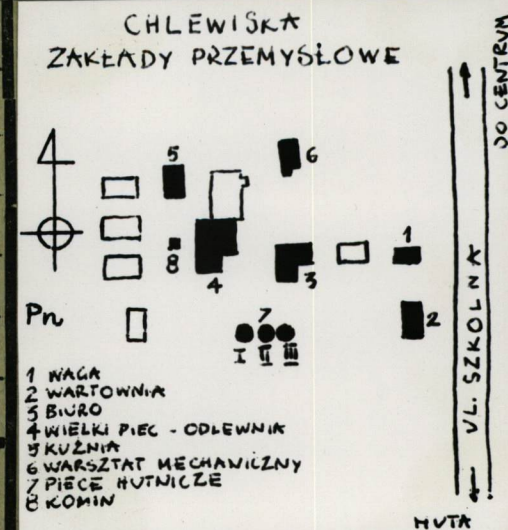 CHLEWISKA
ZAKŁADY PRZEMYSŁOWE
DO CENTRUM
5
6
1
8
4
3
UL. SZKOLNA
Pn
7
2
I II III
1 WAGA
2 WARTOWNIA
3 BIURO
4 WIELKI PIEC - ODLEWNIA
5 KUŹNIA
6 WARSZTAT MECHANICZNY
7 PIECE HUTNICZE
8 KOMIN
HUTA